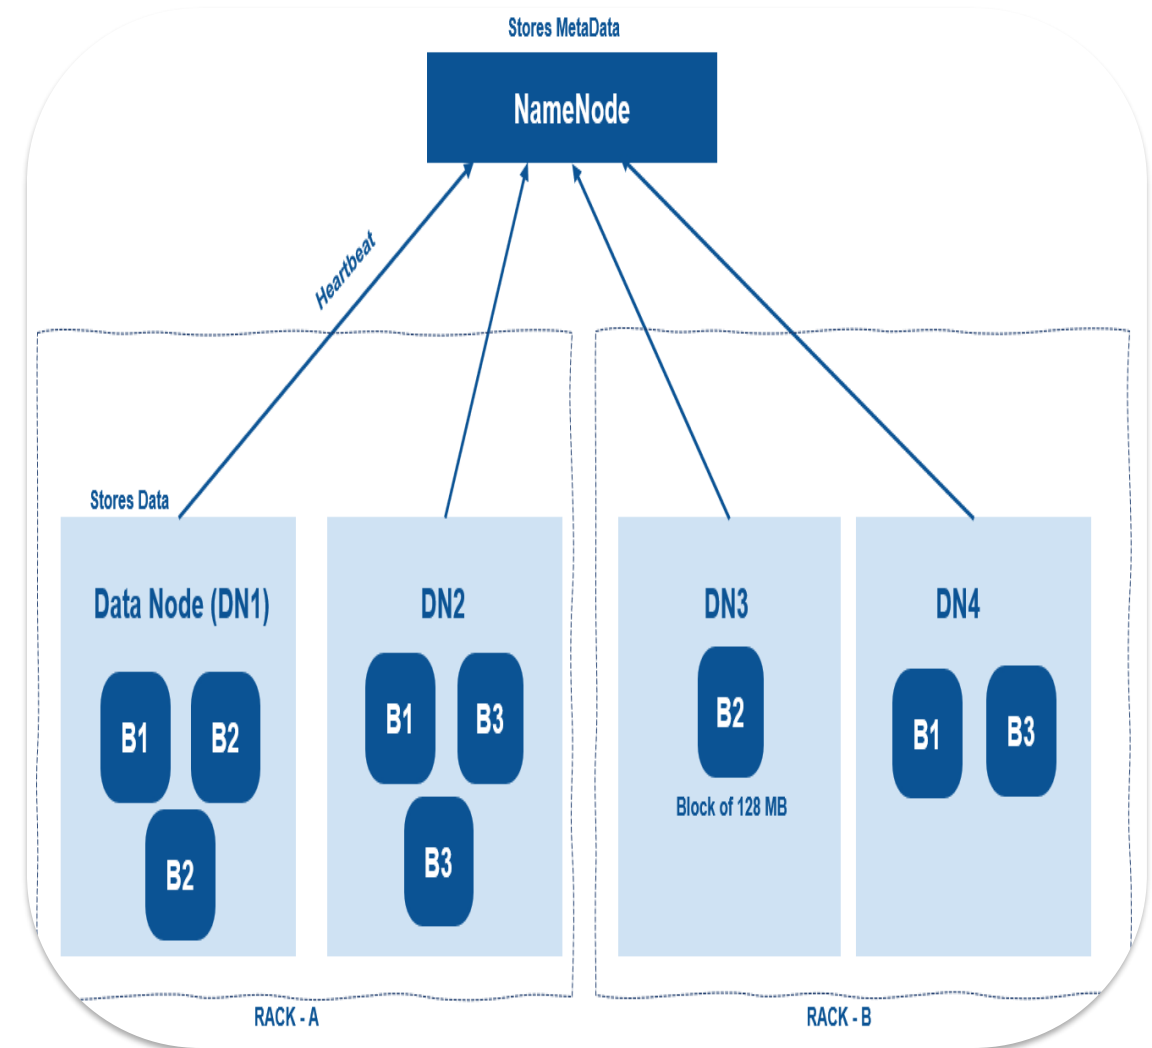 Stores MetaData
NameNode
Heartbeat
Stores Data
Data Node (DN1)
B1
B2
B2
DN2
B1
B3
B3
DN3
B2
Block of 128 MB
DN4
B1
B3
RACK - A
RACK - B